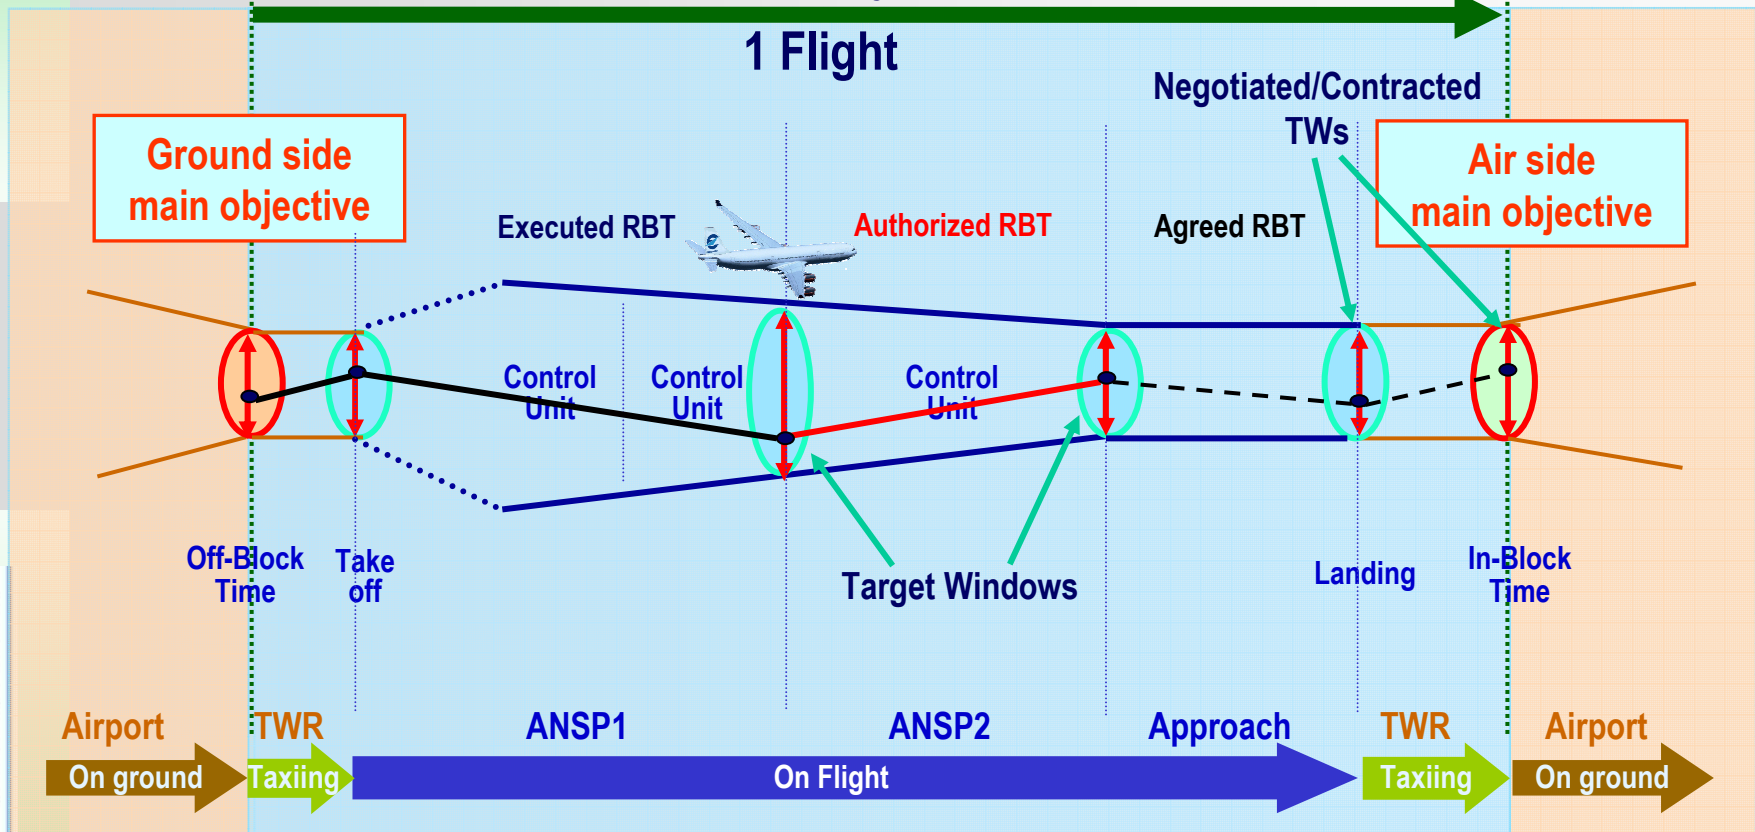 1 Flight
Negotiated/Contracted
TWs
Ground side
main objective
Air side
main objective
Executed RBT
Authorized RBT
Agreed RBT
Control
Unit
Control
Unit
Control
Unit
Off-Block
Time
Take
off
Target Windows
Landing
In-Block
Time
Airport
TWR
ANSP1
ANSP2
Approach
TWR
Airport
On ground
Taxiing
On Flight
Taxiing
On ground